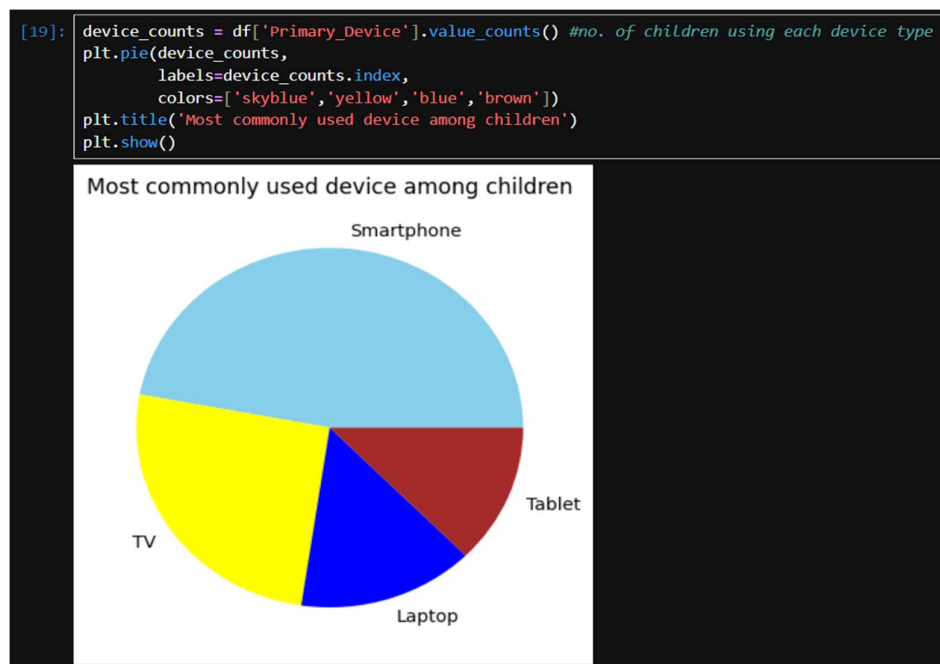 [19]: device_counts = df['Primary_Device'].value_counts() #no. of children using each device type
plt.pie(device_counts,
labels=device_counts.index,
colors=['skyblue','yellow','blue','brown'])
plt.title('Most commonly used device among children')
plt.show()
Most commonly used device among children
Smartphone
Tablet
TV
Laptop